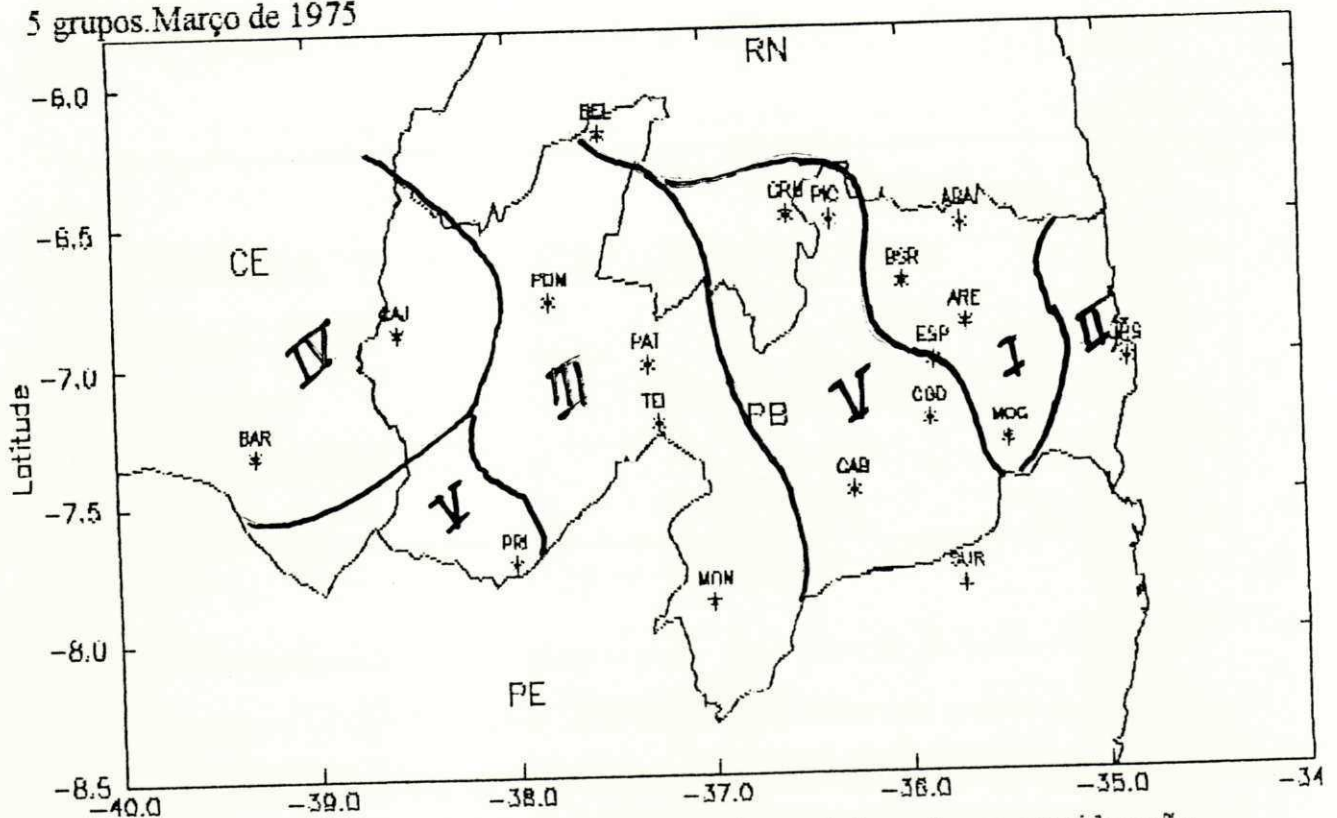 5 grupos.Março de 1975
RN
-6.0
BEL
CRU PIC ABA
-6.5
CE
BSR
POM
ARE
CAJ
ESP
II
IV
PAT
I
-7.0
III
V
TEI
CGD
PB
BAR
CAB
-7.5
V
PRI
SUR
MON
-8.0
PE
-8.5
-40.0 -39.0 -38.0 -37.0 -36.0 -35.0 -34
Latitude